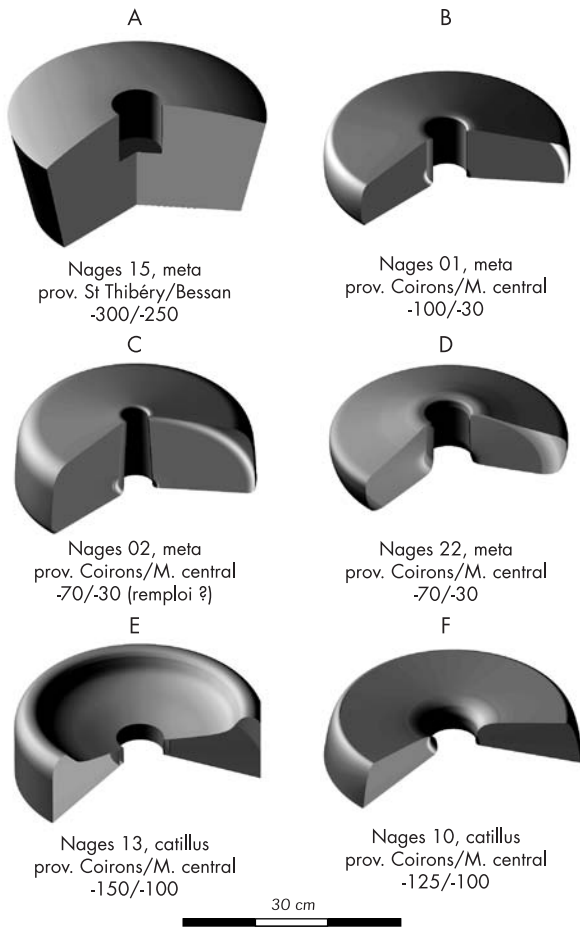 A
Nages 15, meta
prov. St Thibéry/Bessan
-300/-250
B
Nages 01, meta
prov. Coirons/M. central
-100/-30
C
Nages 02, meta
prov. Coirons/M. central
-70/-30 (remploi ?)
D
Nages 22, meta
prov. Coirons/M. central
-70/-30
E
Nages 13, catillus
prov. Coirons/M. central
-150/-100
F
Nages 10, catillus
prov. Coirons/M. central
-125/-100
30 cm